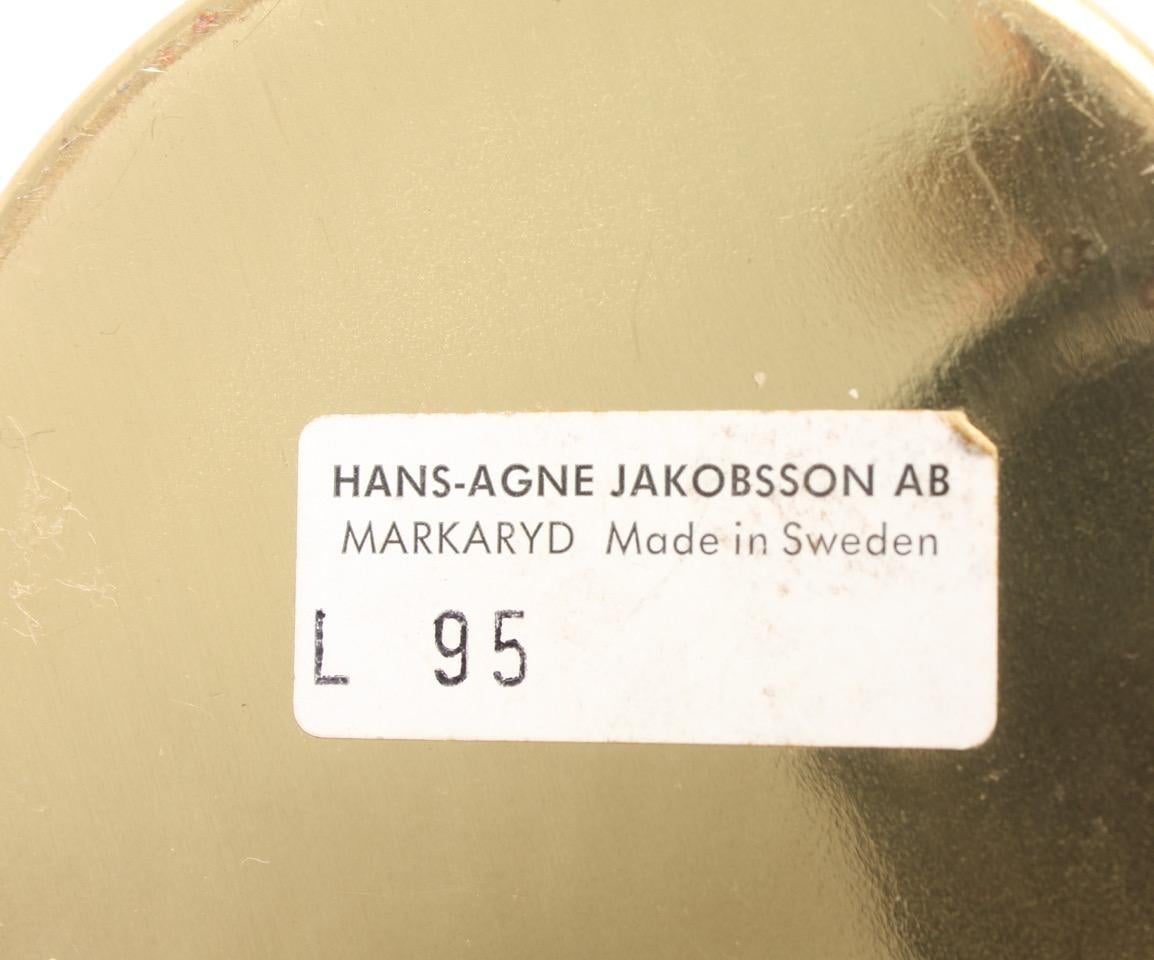 HANS-AGNE JAKOBSSON AB
MARKARYD Made in Sweden
L 95